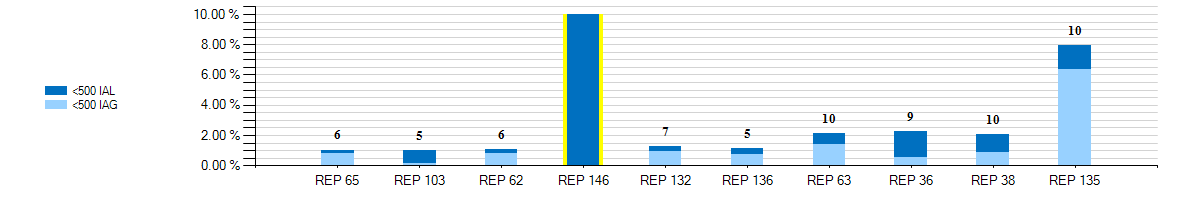 10.00 %
8.00 %
6.00 %
4.00 %
2.00 %
0.00 %
<500 IAL
<500 IAG
6 5 6 7 5 10 9 10 10
REP 65 REP 103 REP 62 REP 146 REP 132 REP 136 REP 63 REP 36 REP 38 REP 135